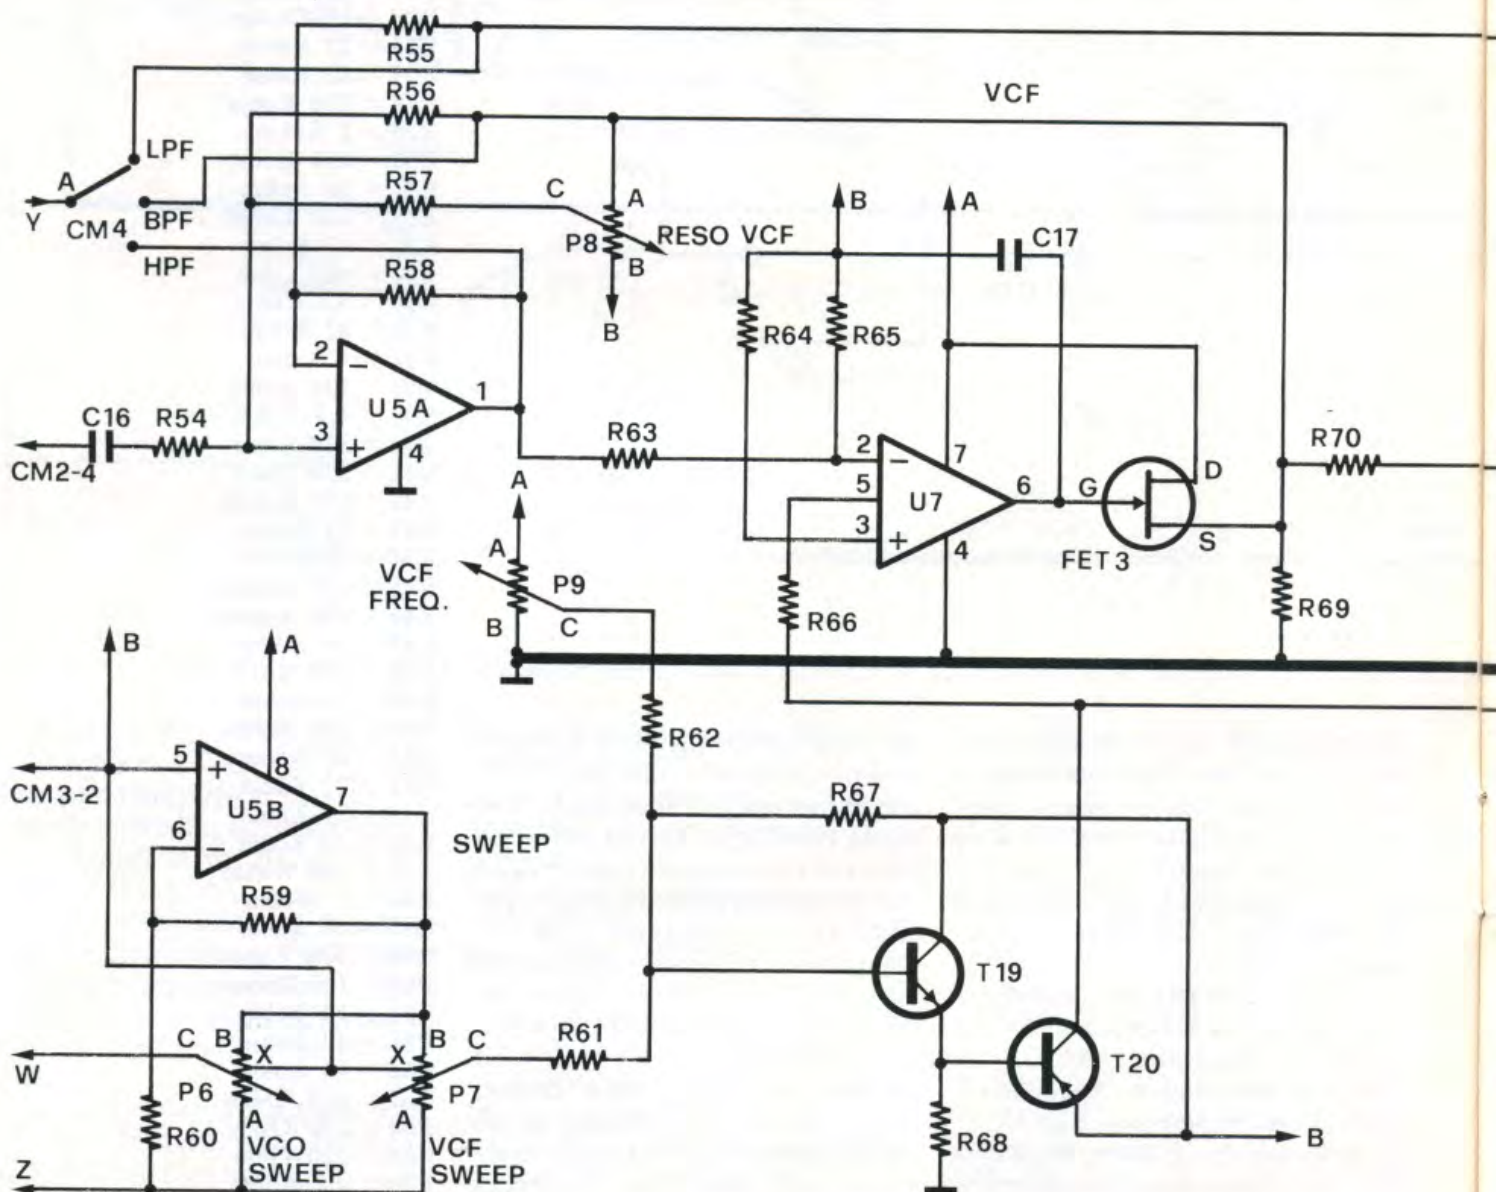 R55
R56
VCF
LPF
A
R57
C
A
B
A
Y
CM4
BPF
P8
RESO VCF
C17
HPF
R58
B
B
R64
R65
2
−
U5A
1
C16
R54
3
+
4
R63
2
−
7
R70
CM2-4
A
5
U7
6
G
D
3
+
4
S
A
FET3
VCF
FREQ.
P9
B
C
R66
R69
B
A
R62
5
+
8
CM3-2
U5B
7
R67
6
−
SWEEP
R59
T19
C
B
X
X
B
C
R61
T20
W
P6
P7
A
A
R60
VCO
SWEEP
VCF
SWEEP
R68
B
Z